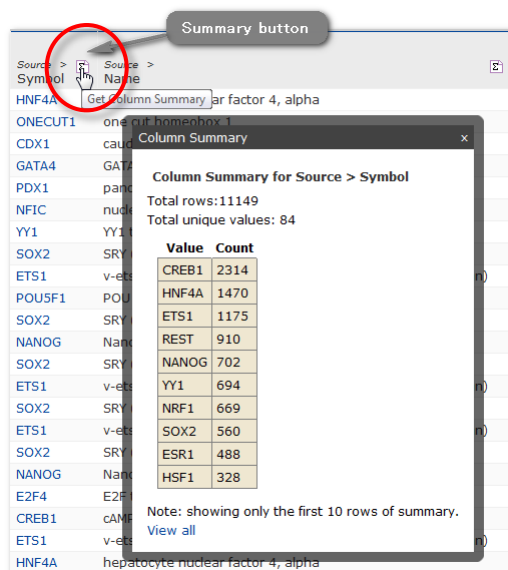 Summary button
Source > Source >
Symbol Name
Get Column Summary
HNF4A ar factor 4, alpha
ONECUT1 one cut homeobox 1
CDX1 caud
GATA4 GATA
PDX1 panc
NFIC nucle
YY1 YY1 t
SOX2 SRY
ETS1 v-ets n)
POU5F1 POU
SOX2 SRY
NANOG Nano
SOX2 SRY
ETS1 v-ets n)
SOX2 SRY
ETS1 v-ets n)
SOX2 SRY
NANOG Nano
E2F4 E2F t
CREB1 cAMP
ETS1 v-ets n)
HNF4A hepatocyte nuclear factor 4, alpha
Column Summary x
Column Summary for Source > Symbol
Total rows:11149
Total unique values: 84
Value Count
CREB1 2314
HNF4A 1470
ETS1 1175
REST 910
NANOG 702
YY1 694
NRF1 669
SOX2 560
ESR1 488
HSF1 328
Note: showing only the first 10 rows of summary.
View all